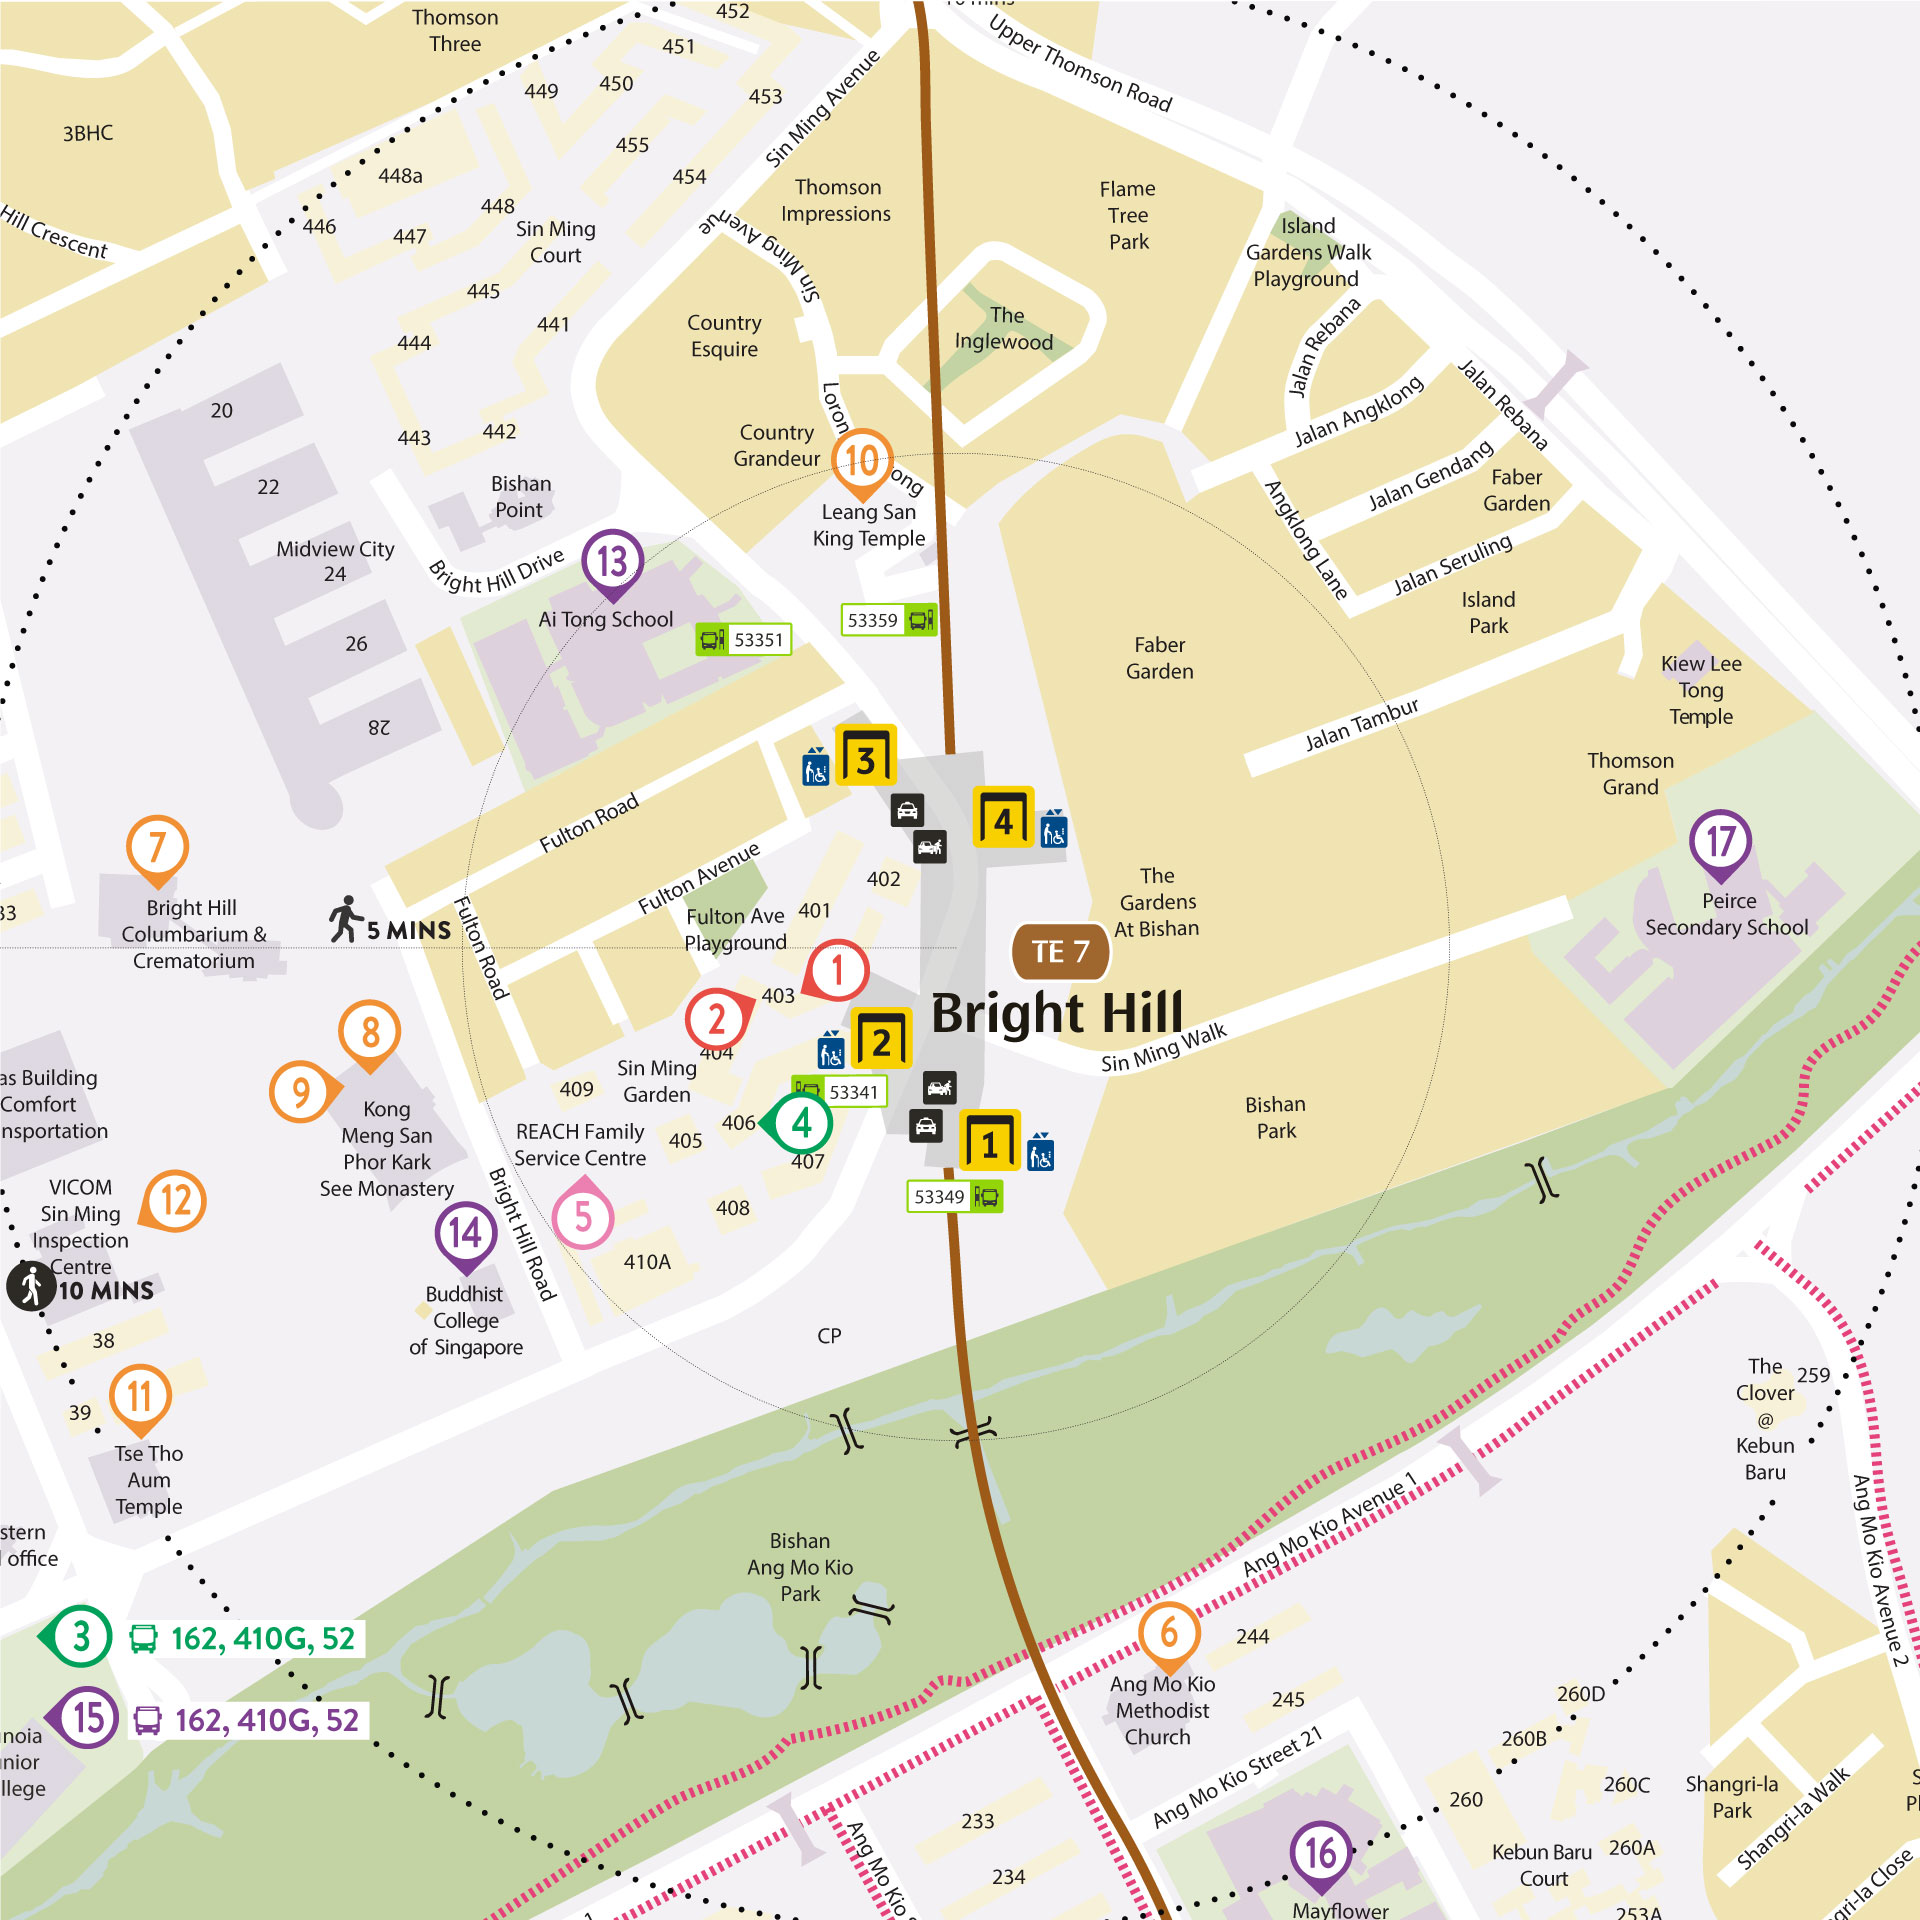 Thomson
Three
452
451
449
450
453
3BHC
455
448a
454
448
446
447
Sin Ming
Court
Hill Crescent
445
441
444
443
442
Sin Ming Avenue
Upper Thomson Road
Thomson
Impressions
Flame
Tree
Park
Island
Gardens Walk
Playground
Sin Ming Avenue
Country
Esquire
The
Inglewood
Jalan Rebana
Jalan Angklong
Jalan Rebana
Jalan Gendang
Faber
Garden
Angklong Lane
Jalan Seruling
Island
Park
Country
Grandeur
10
Leang San
King Temple
20
22
Midview City
24
26
28
Bishan
Point
Bright Hill Drive
13
Ai Tong School
53351
53359
Faber
Garden
Kiew Lee
Tong
Temple
Jalan Tambur
Thomson
Grand
17
Peirce
Secondary School
3
4
Fulton Road
Fulton Avenue
402
401
Fulton Ave
Playground
The
Gardens
At Bishan
7
Bright Hill
Columbarium &
Crematorium
5 MINS
Fulton Road
TE 7
Bright Hill
1
403
2
404
2
8
9
Kong
Meng San
Phor Kark
See Monastery
Sin Ming
Garden
409
53341
406
4
405
407
REACH Family
Service Centre
5
408
410A
1
53349
Sin Ming Walk
Bishan
Park
Building
Comfort
VICOM
Sin Ming
Inspection
Centre
12
10 MINS
14
Buddhist
College
of Singapore
Bright Hill Road
38
39
11
Tse Tho
Aum
Temple
CP
office
Bishan
Ang Mo Kio
Park
3
162, 410G, 52
15
162, 410G, 52
Ang Mo Kio Avenue 1
6
Ang Mo Kio
Methodist
Church
244
245
Ang Mo Kio Street 21
The
Clover
@
Kebun
Baru
259
Ang Mo Kio Avenue 2
260D
260B
260C
260
260A
Kebun Baru
Court
253A
Shangri-la
Park
Shangri-la Walk
233
234
Ang Mo Kio
16
Mayflower